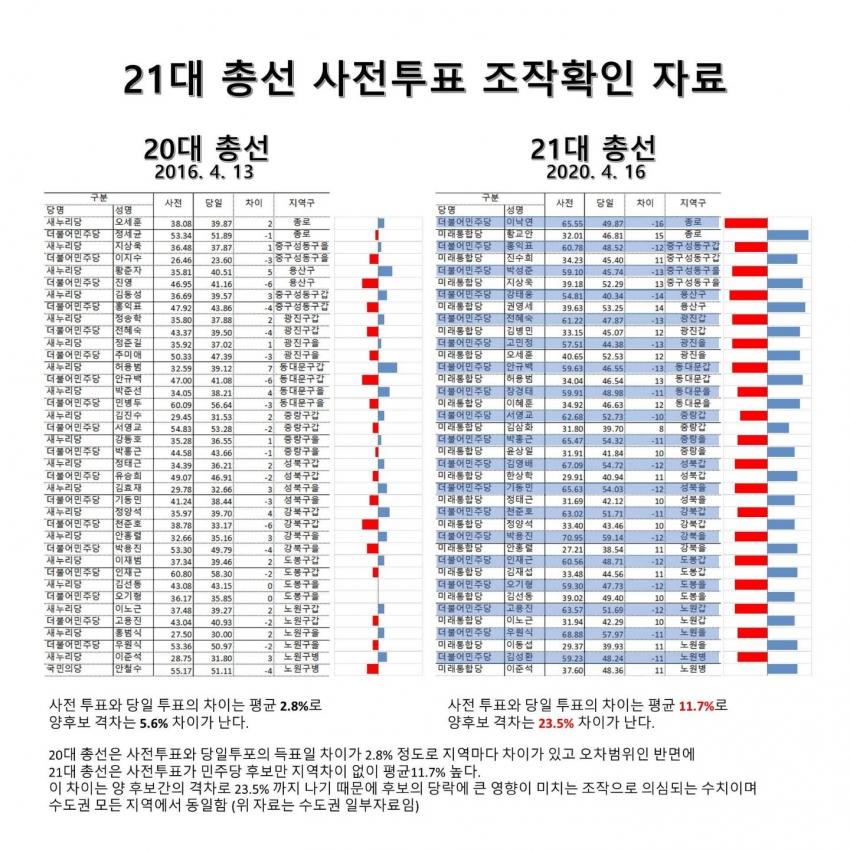 21대 총선 사전투표 조작확인 자료
20대 총선
2016. 4. 13
구분 사전 당일 차이 지역구
당명 성명
새누리당 오세훈 38.08 39.87 2 종로
더불어민주당 정세균 53.34 51.89 -1 종로
새누리당 지상욱 36.48 37.87 1 중구성동구을
더불어민주당 이지수 26.46 23.60 -3 중구성동구을
새누리당 황춘자 35.81 40.51 5 용산구
더불어민주당 진영 46.95 41.16 -6 용산구
새누리당 김동성 36.69 39.57 3 중구성동구갑
더불어민주당 홍익표 47.92 43.86 -4 중구성동구갑
새누리당 정송학 35.80 37.88 2 광진구갑
더불어민주당 전혜숙 43.37 39.50 -4 광진구갑
새누리당 정준길 35.92 37.02 1 광진구을
더불어민주당 추미애 50.33 47.39 -3 광진구을
새누리당 허용범 32.59 39.12 7 동대문구갑
더불어민주당 안규백 47.00 41.08 -6 동대문구갑
새누리당 박준선 34.05 38.21 4 동대문구을
더불어민주당 민병두 60.09 56.64 -3 동대문구을
새누리당 김진수 29.45 31.53 2 중랑구갑
더불어민주당 서영교 54.83 53.28 -2 중랑구갑
새누리당 강동호 35.28 36.55 1 중랑구을
더불어민주당 박홍근 44.58 43.66 -1 중랑구을
새누리당 정태근 34.39 36.21 2 성북구갑
더불어민주당 유승희 49.07 46.91 -2 성북구갑
새누리당 김효재 29.78 32.66 3 성북구을
더불어민주당 기동민 41.24 38.44 -3 성북구을
새누리당 정양석 35.97 39.70 4 강북구갑
더불어민주당 천준호 38.78 33.17 -6 강북구갑
새누리당 안홍렬 32.66 35.16 3 강북구을
더불어민주당 박용진 53.30 49.79 -4 강북구을
새누리당 이재범 37.34 39.46 2 도봉구갑
더불어민주당 인재근 60.80 58.30 -2 도봉구갑
새누리당 김선동 43.08 43.15 0 도봉구을
더불어민주당 오기형 36.17 35.85 0 도봉구을
새누리당 이노근 37.48 39.27 2 노원구갑
더불어민주당 고용진 43.04 40.93 -2 노원구갑
새누리당 홍범식 27.50 30.00 2 노원구을
더불어민주당 우원식 53.36 50.97 -2 노원구을
새누리당 이준석 28.75 31.80 3 노원구병
국민의당 안철수 55.17 51.11 -4 노원구병
사전 투표와 당일 투표의 차이는 평균 2.8%로
양후보 격차는 5.6% 차이가 난다.
21대 총선
2020. 4. 16
구분 사전 당일 차이 지역구
당명 성명
더불어민주당 이낙연 65.55 49.87 -16 종로
미래통합당 황교안 32.01 46.81 15 종로
더불어민주당 홍익표 60.78 48.52 -12 중구성동구갑
미래통합당 진수희 34.23 45.40 11 중구성동구갑
더불어민주당 박성준 59.10 45.74 -13 중구성동구을
미래통합당 지상욱 39.18 52.29 13 중구성동구을
더불어민주당 강태웅 54.81 40.34 -14 용산구
미래통합당 권영세 39.63 53.25 14 용산구
더불어민주당 전혜숙 61.22 47.87 -13 광진갑
미래통합당 김병민 33.15 45.07 12 광진갑
더불어민주당 고민정 57.51 44.38 -13 광진을
미래통합당 오세훈 40.65 52.53 12 광진을
더불어민주당 안규백 59.63 46.55 -13 동대문갑
미래통합당 허용범 34.04 46.54 13 동대문갑
더불어민주당 장경태 59.91 48.98 -11 동대문을
미래통합당 이혜훈 34.92 46.63 12 동대문을
더불어민주당 서영교 62.68 52.73 -10 중랑갑
미래통합당 김삼화 31.80 39.70 8 중랑갑
더불어민주당 박홍근 65.47 54.32 -11 중랑을
미래통합당 윤상일 31.91 41.84 10 중랑을
더불어민주당 김영배 67.09 54.72 -12 성북갑
미래통합당 한상학 29.91 40.94 11 성북갑
더불어민주당 기동민 65.63 54.03 -12 성북을
미래통합당 정태근 31.69 42.12 10 성북을
더불어민주당 천준호 63.02 51.71 -11 강북갑
미래통합당 정양석 33.40 43.46 10 강북갑
더불어민주당 박용진 70.95 59.14 -12 강북을
미래통합당 안홍렬 27.21 38.54 11 강북을
더불어민주당 인재근 60.56 48.71 -12 도봉갑
미래통합당 김재섭 33.48 44.56 11 도봉갑
더불어민주당 오기형 59.30 47.73 -12 도봉을
미래통합당 김선동 39.02 49.40 10 도봉을
더불어민주당 고용진 63.57 51.69 -12 노원갑
미래통합당 이노근 31.94 42.29 10 노원갑
더불어민주당 우원식 68.88 57.97 -11 노원을
미래통합당 이동섭 29.37 39.93 11 노원을
더불어민주당 김성환 59.23 48.24 -11 노원병
미래통합당 이준석 37.60 48.36 11 노원병
사전 투표와 당일 투표의 차이는 평균 11.7%로
양후보 격차는 23.5% 차이가 난다.
20대 총선은 사전투표와 당일투포의 득표일 차이가 2.8% 정도로 지역마다 차이가 있고 오차범위인 반면에
21대 총선은 사전투표가 민주당 후보만 지역차이 없이 평균11.7% 높다.
이 차이는 양 후보간의 격차로 23.5% 까지 나기 때문에 후보의 당락에 큰 영향이 미치는 조작으로 의심되는 수치이며
수도권 모든 지역에서 동일함 (위 자료는 수도권 일부자료임)